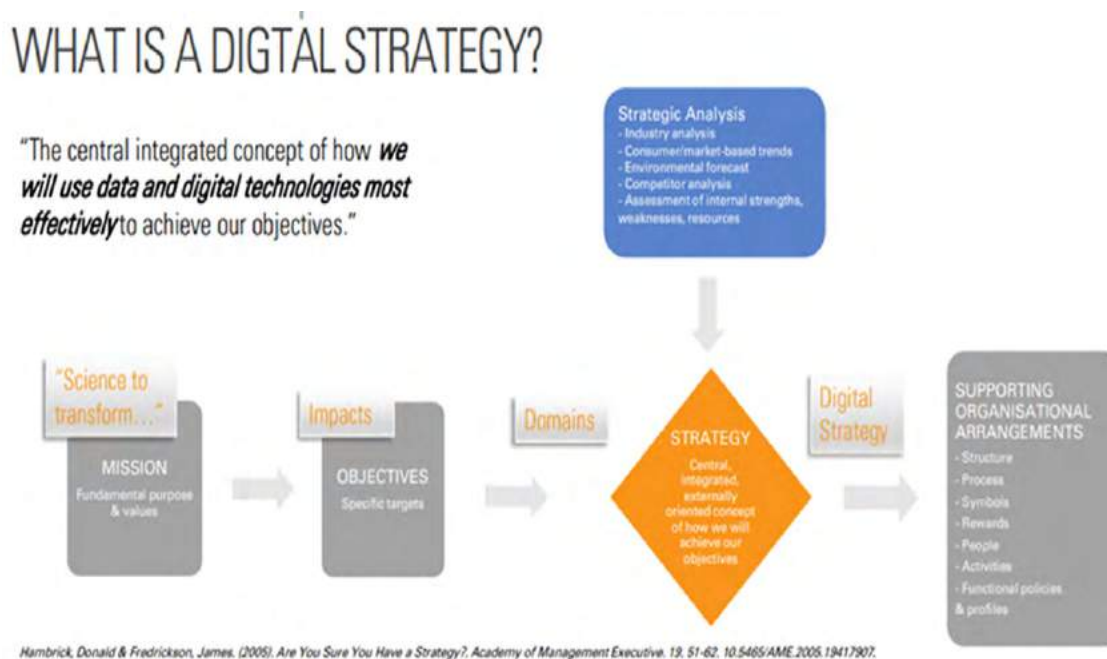 WHAT IS A DIGTAL STRATEGY?
"The central integrated concept of how we
will use data and digital technologies most
effectively to achieve our objectives."
Strategic Analysis
- Industry analysis
- Consumer/market-based trends
- Environmental forecast
- Competitor analysis
- Assessment of internal strengths,
weaknesses, resources
"Science to
transform…"
MISSION
Fundamental purpose
& values
Impacts
OBJECTIVES
Specific targets
Domains
STRATEGY
Central,
integrated,
externally
oriented concept
of how we will
achieve our
objectives
Digital
Strategy
SUPPORTING
ORGANISATIONAL
ARRANGEMENTS
- Structure
- Process
- Symbols
- Rewards
- People
- Activities
- Functional policies
& profiles
Hambrick, Donald & Fredrickson, James. (2005). Are You Sure You Have a Strategy?. Academy of Management Executive. 19. 51-62. 10.5465/AME.2005.19417907.